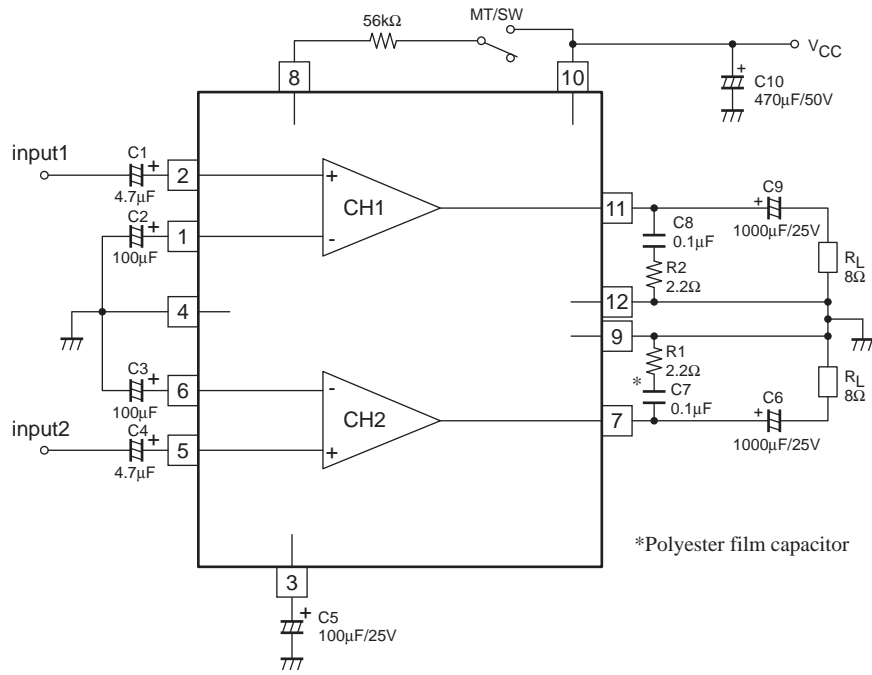 56kΩ
MT/SW
VCC
8
10
C10
470μF/50V
+
input1
C1
+
2
4.7μF
C2
+
1
100μF
+
CH1
-
11
C8
0.1μF
R2
2.2Ω
C9
+
1000μF/25V
RL
8Ω
4
12
9
C3
+
6
100μF
-
CH2
+
R1
2.2Ω
*
C7
0.1μF
7
C6
+
1000μF/25V
RL
8Ω
input2
C4
+
5
4.7μF
*Polyester film capacitor
3
+
C5
100μF/25V